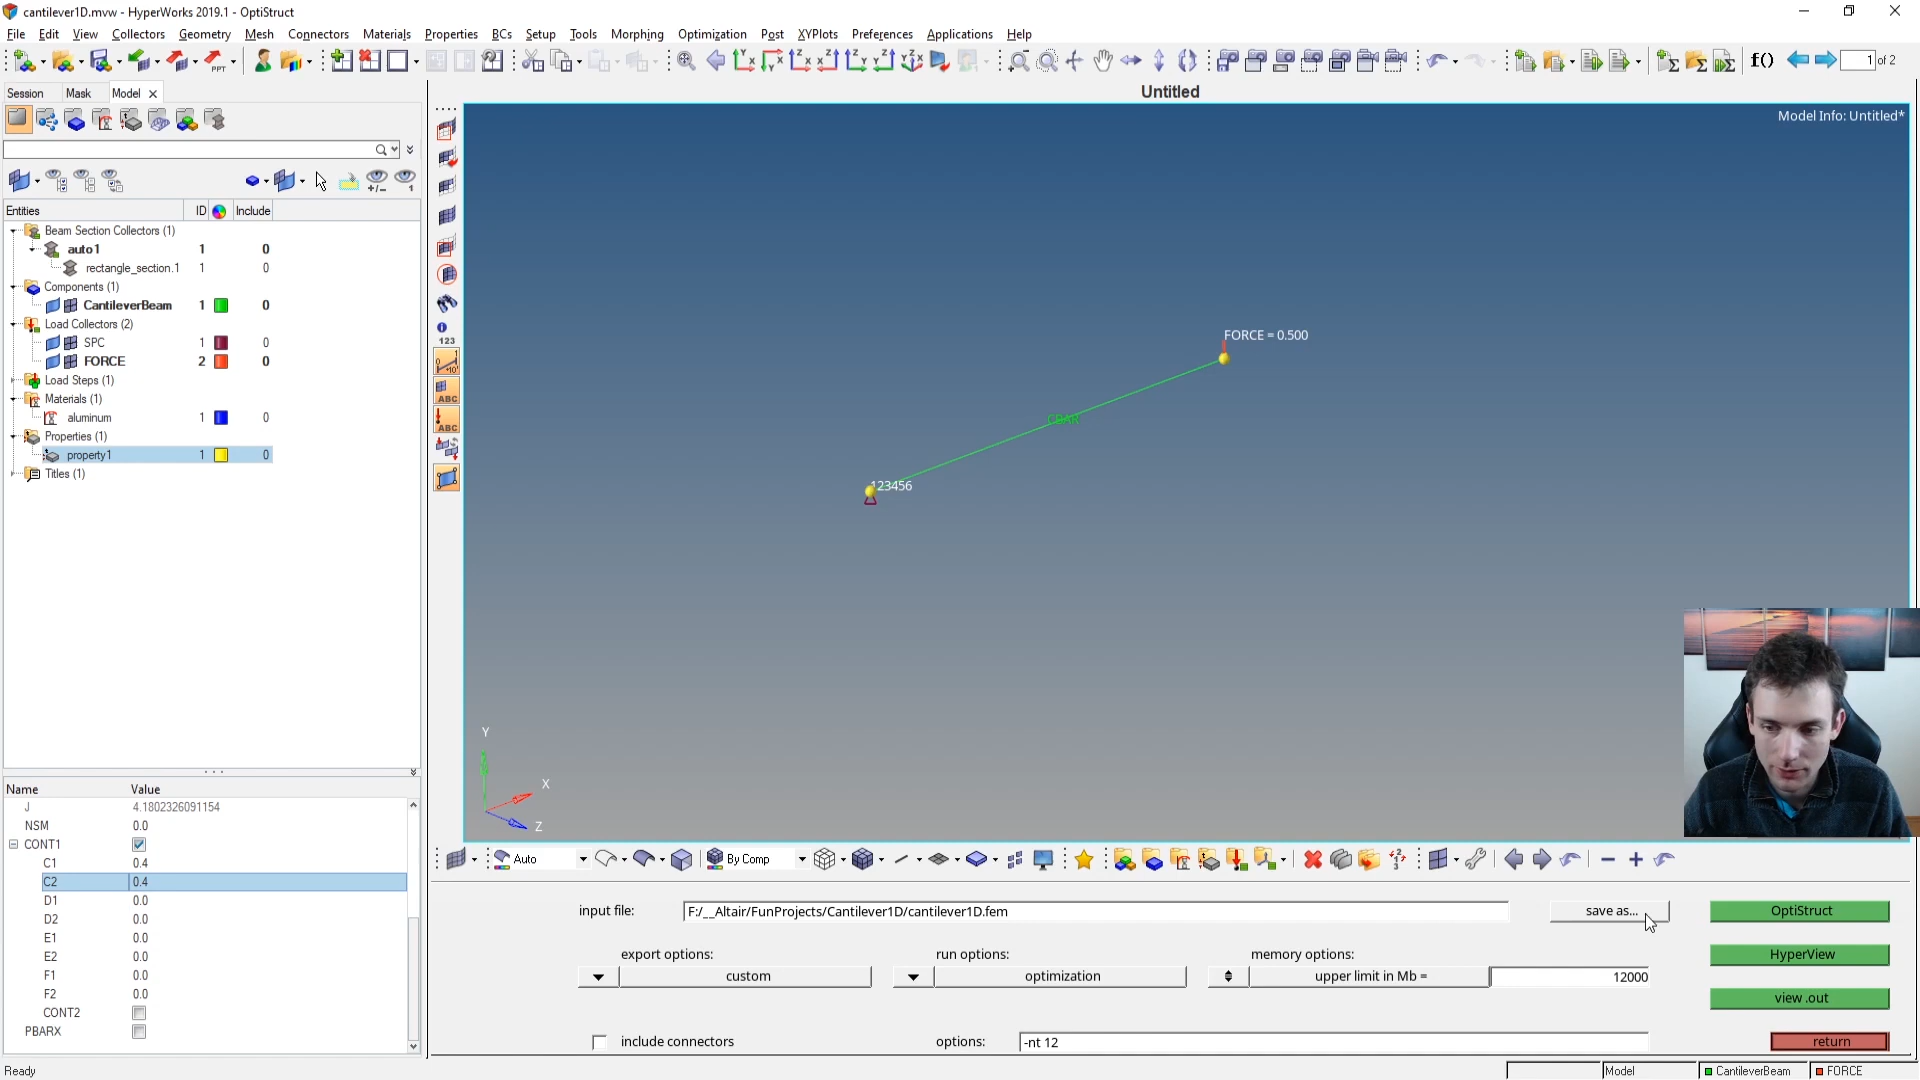 cantilever1D.mvw - HyperWorks 2019.1 - OptiStruct
File Edit View Collectors Geometry Mesh Connectors Materials Properties BCs Setup Tools Morphing Optimization Post XYPlots Preferences Applications Help
f() 1 of 2
Session Mask Model
Untitled
Model Info: Untitled*
Entities ID Include
Beam Section Collectors (1)
auto1 1 0
rectangle_section.1 1 0
Components (1)
CantileverBeam 1 0
Load Collectors (2)
SPC 1 0
FORCE 2 0
Load Steps (1)
Materials (1)
aluminum 1 0
Properties (1)
property1 1 0
Titles (1)
123
ABC
ABC
FORCE = 0.500
CBAR
123456
Y
X
Z
Name Value
J 4.1802326091154
NSM 0.0
CONT1
C1 0.4
C2 0.4
D1 0.0
D2 0.0
E1 0.0
E2 0.0
F1 0.0
F2 0.0
CONT2
PBARX
Auto By Comp
input file: F:/__Altair/FunProjects/Cantilever1D/cantilever1D.fem save as... OptiStruct
export options: run options: memory options: HyperView
custom optimization upper limit in Mb = 12000
view .out
include connectors options: -nt 12 return
Ready Model CantileverBeam FORCE